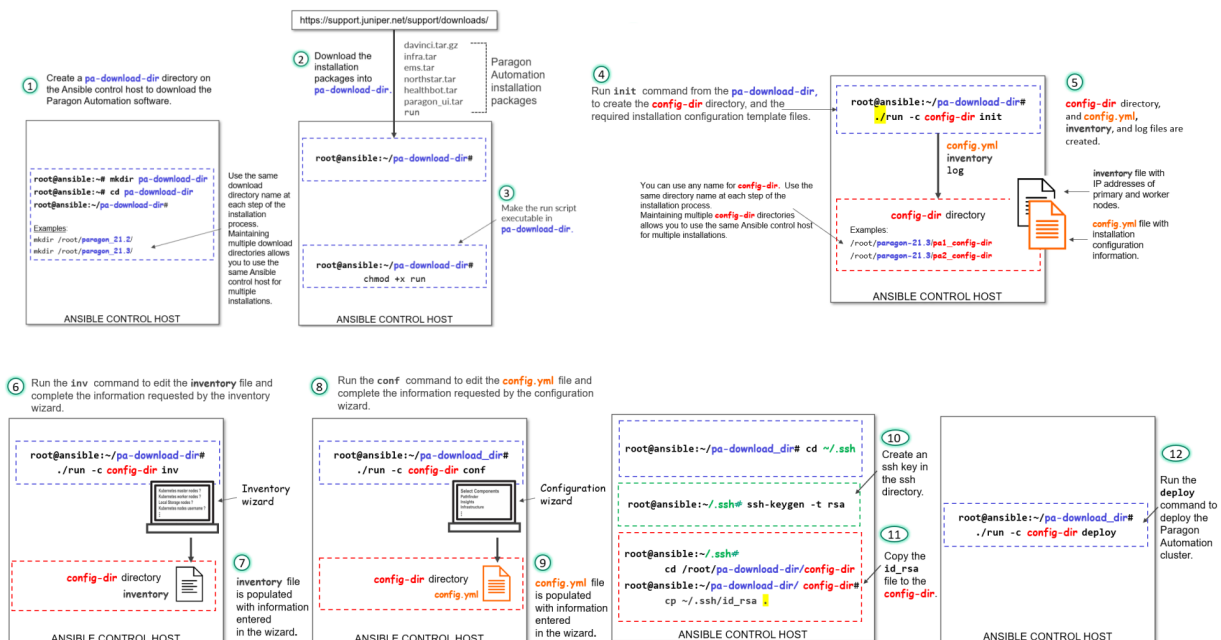 https://support.juniper.net/support/downloads/
1
Create a pa-download-dir directory on
the Ansible control host to download the
Paragon Automation software.
root@ansible:~# mkdir pa-download-dir
root@ansible:~# cd pa-download-dir
root@ansible:~/pa-download-dir#
Examples:
mkdir /root/paragon_21.2/
mkdir /root/paragon_21.3/
Use the same
download
directory name at
each step of the
installation
process.
Maintaining
multiple download
directories allows
you to use the
same Ansible
control host for
multiple
installations.
ANSIBLE CONTROL HOST
2
Download the
installation
packages into
pa-download-dir.
davinci.tar.gz
infra.tar
ems.tar
northstar.tar
healthbot.tar
paragon_ui.tar
run
Paragon
Automation
installation
packages
root@ansible:~/pa-download-dir#
3
Make the run script
executable in
pa-download-dir.
root@ansible:~/pa-download-dir#
chmod +x run
ANSIBLE CONTROL HOST
4
Run init command from the pa-download-dir,
to create the config-dir directory, and the
required installation configuration template files.
root@ansible:~/pa-download-dir#
./run -c config-dir init
config.yml
inventory
log
You can use any name for config-dir. Use the
same directory name at each step of the
installation process.
Maintaining multiple config-dir directories
allows you to use the same Ansible control host
for multiple installations.
config-dir directory
Examples:
/root/paragon-21.3/pa1_config-dir
/root/paragon-21.3/pa2_config-dir
ANSIBLE CONTROL HOST
5
config-dir directory,
and config.yml,
inventory, and log files are
created.
inventory file with
IP addresses of
primary and worker
nodes.
config.yml file with
installation
configuration
information.
6
Run the inv command to edit the inventory file and
complete the information requested by the inventory
wizard.
root@ansible:~/pa-download-dir#
./run -c config-dir inv
Kubernetes master nodes ?
Kubernetes worker nodes ?
Local Storage nodes ?
Kubernetes nodes username ?
Inventory
wizard
config-dir directory
inventory
7
inventory file
is populated
with information
entered
in the wizard.
ANSIBLE CONTROL HOST
8
Run the conf command to edit the config.yml file and
complete the information requested by the configuration
wizard.
root@ansible:~/pa-download_dir#
./run -c config-dir conf
Select Components
Pathfinder
Insights
Infrastructure
Configuration
wizard
config-dir directory
config.yml
9
config.yml file
is populated
with information
entered
in the wizard.
ANSIBLE CONTROL HOST
root@ansible:~/pa-download_dir# cd ~/.ssh
10
Create an
ssh key in
the ssh
directory.
root@ansible:~/.ssh# ssh-keygen -t rsa
root@ansible:~/.ssh#
cd /root/pa-download-dir/config-dir
root@ansible:~/pa-download-dir/ config-dir#
cp ~/.ssh/id_rsa .
11
Copy the
id_rsa
file to the
config-dir.
ANSIBLE CONTROL HOST
root@ansible:~/pa-download_dir#
./run -c config-dir deploy
12
Run the
deploy
command to
deploy the
Paragon
Automation
cluster.
ANSIBLE CONTROL HOST